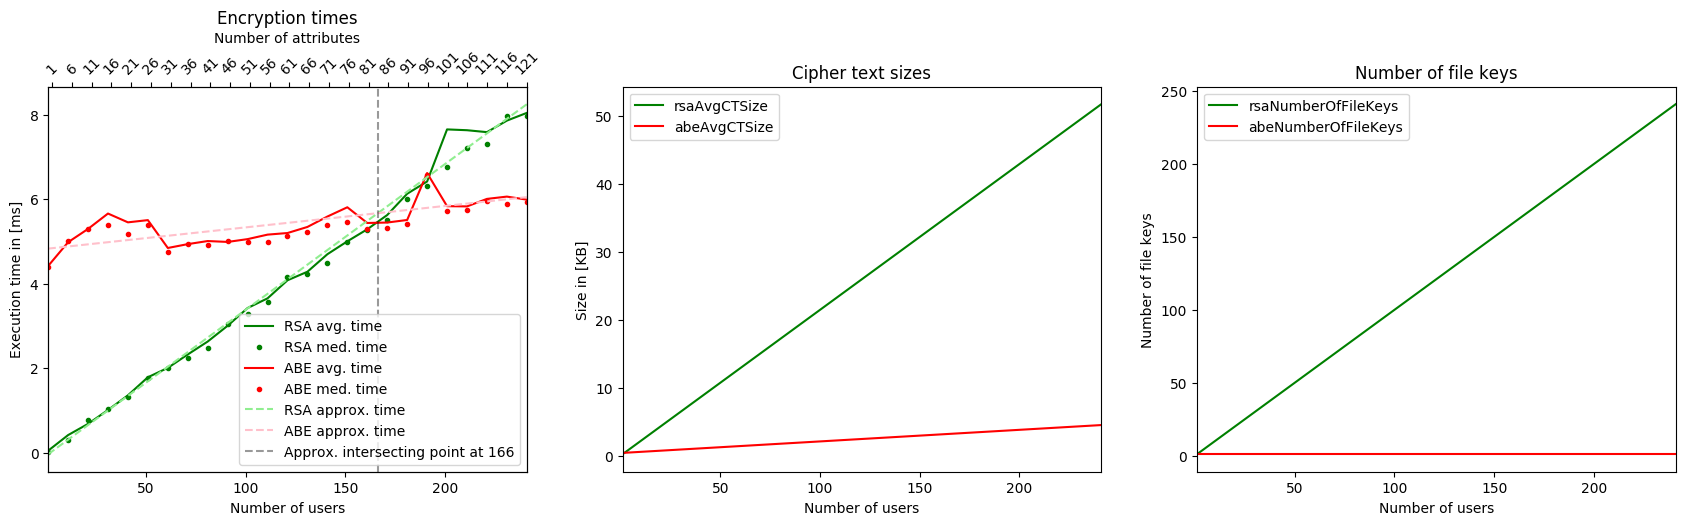 Encryption times
Number of attributes
1 6 11 16 21 26 31 36 41 46 51 56 61 66 71 76 81 86 91 96 101 106 111 116 121
8
6
4
2
0
Execution time in [ms]
RSA avg. time
RSA med. time
ABE avg. time
ABE med. time
RSA approx. time
ABE approx. time
Approx. intersecting point at 166
50 100 150 200
Number of users
Cipher text sizes
rsaAvgCTSize
abeAvgCTSize
50
40
30
20
10
0
Size in [KB]
50 100 150 200
Number of users
Number of file keys
rsaNumberOfFileKeys
abeNumberOfFileKeys
250
200
150
100
50
0
Number of file keys
50 100 150 200
Number of users